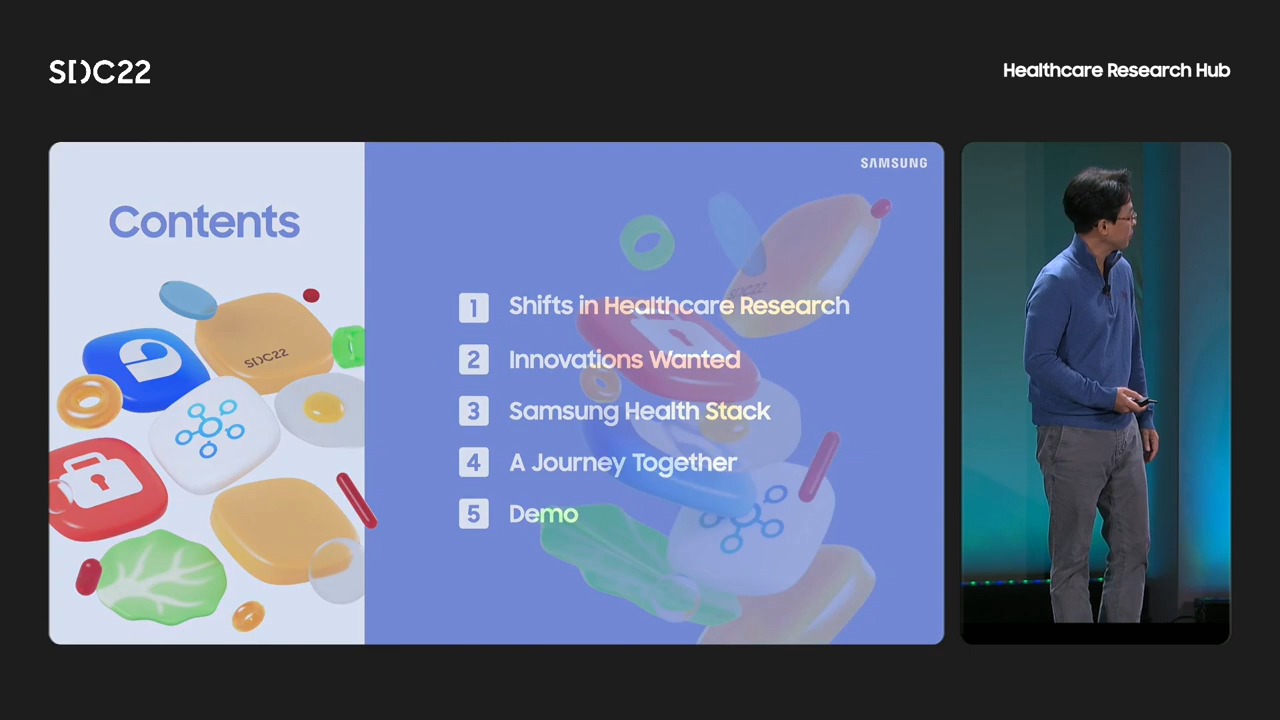 SDC22
Healthcare Research Hub
SAMSUNG
Contents
SDC22
1 Shifts in Healthcare Research
2 Innovations Wanted
3 Samsung Health Stack
4 A Journey Together
5 Demo